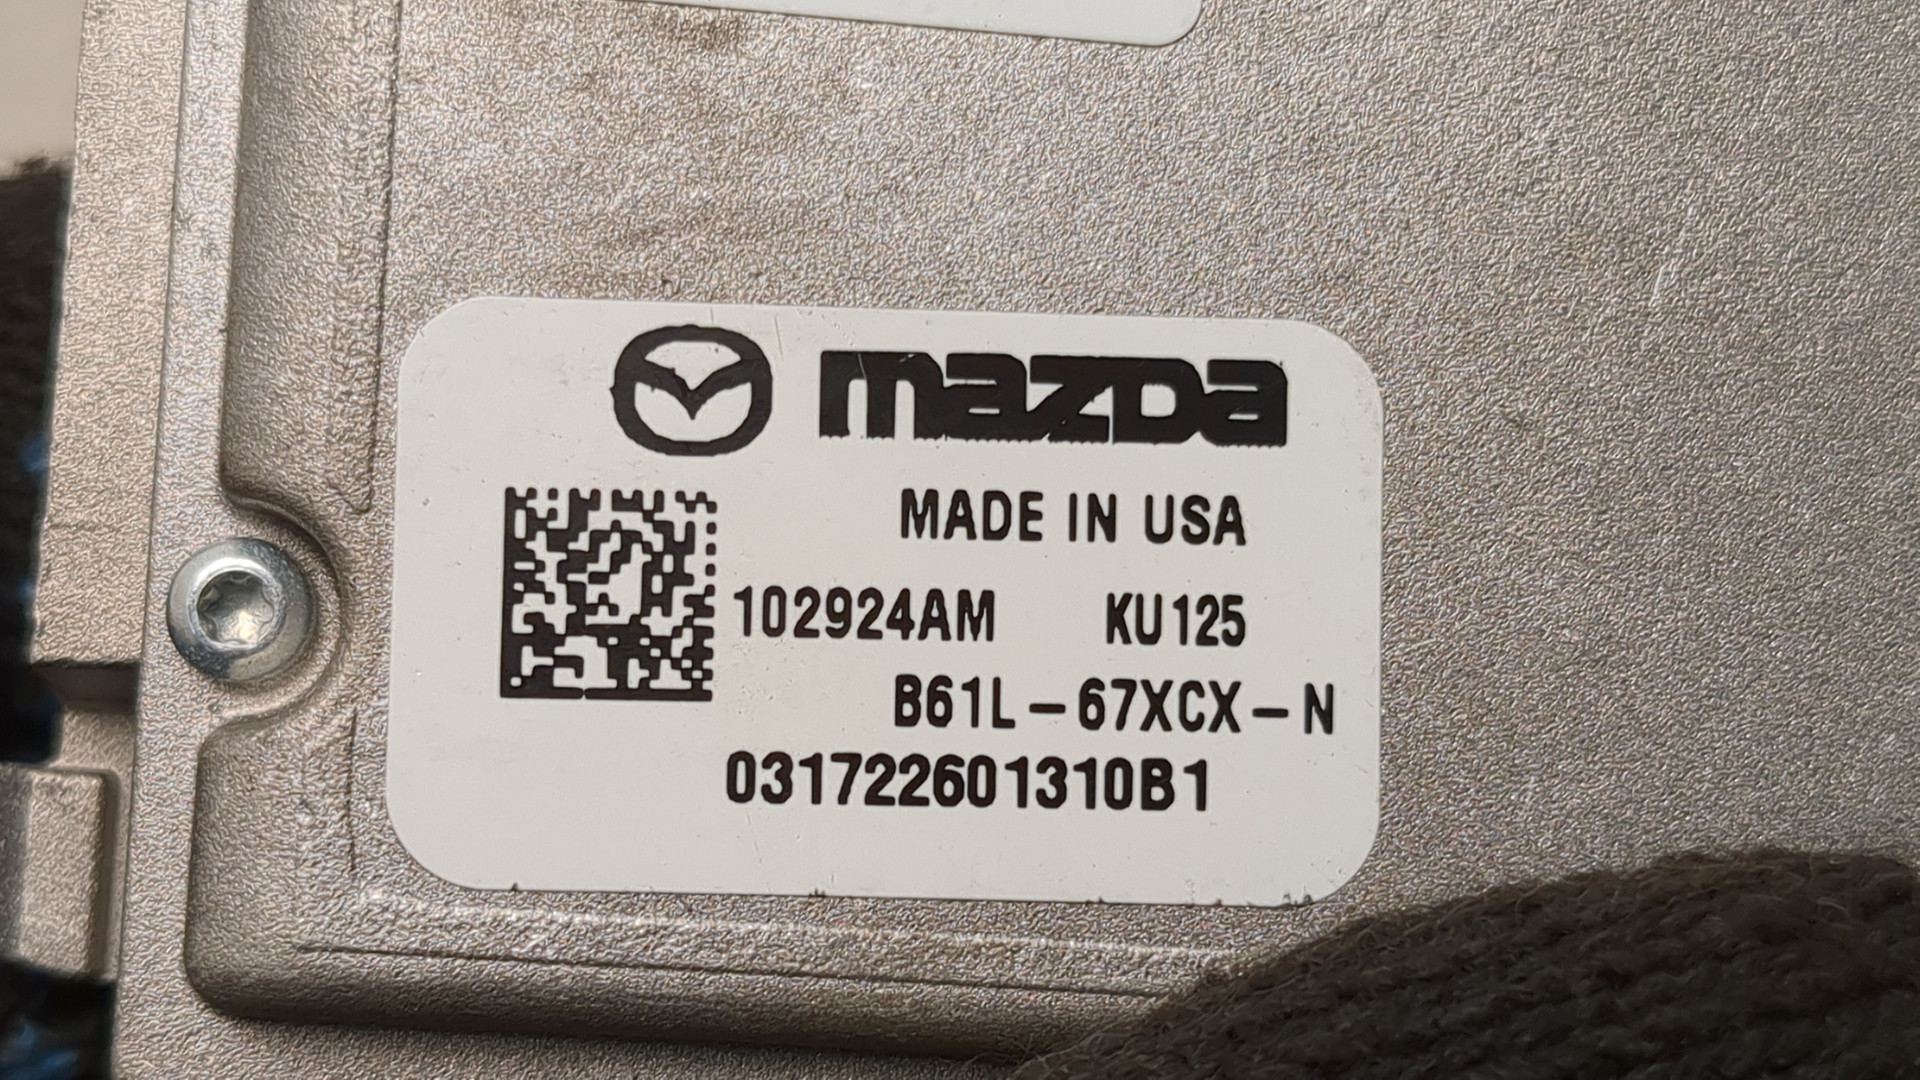 mazda
MADE IN USA
102924AM KU125
B61L-67XCX-N
031722601310B1